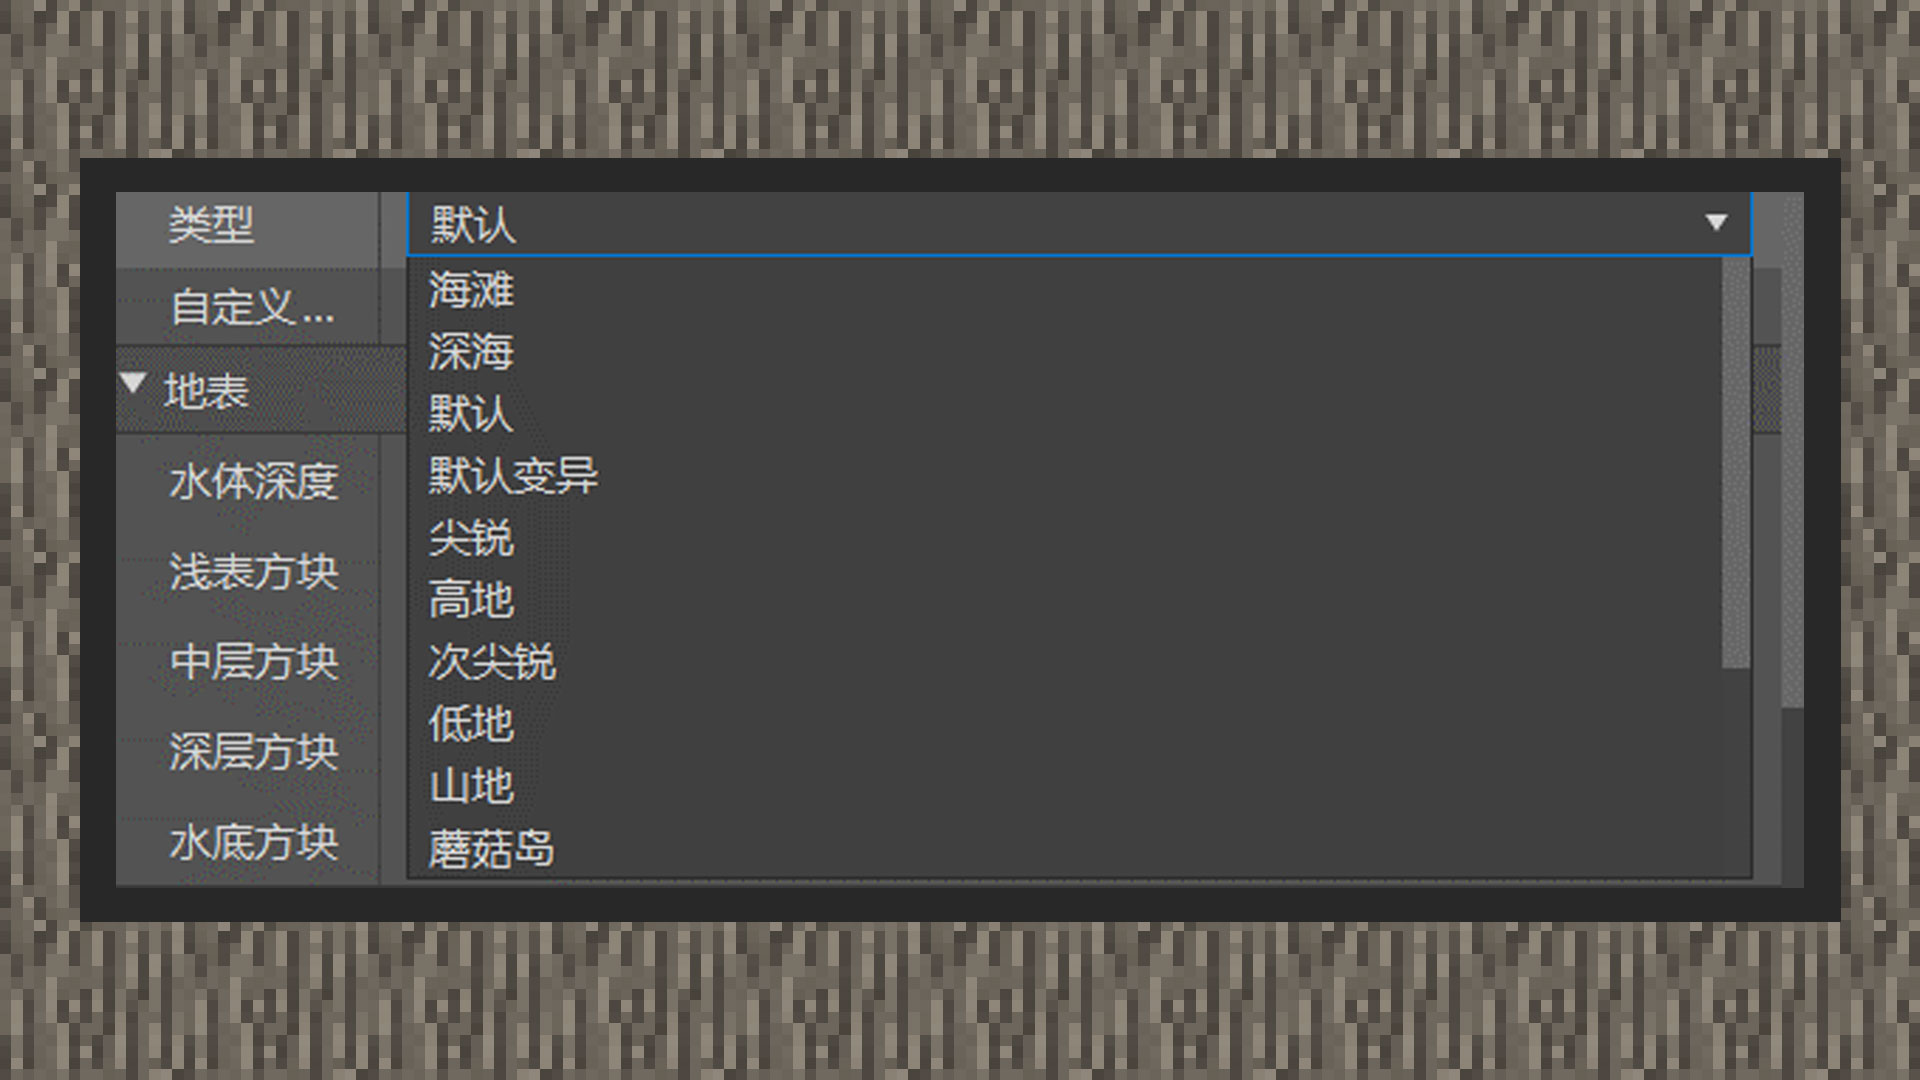 类型
默认
自定义...
地表
水体深度
浅表方块
中层方块
深层方块
水底方块
海滩
深海
默认
默认变异
尖锐
高地
次尖锐
低地
山地
蘑菇岛